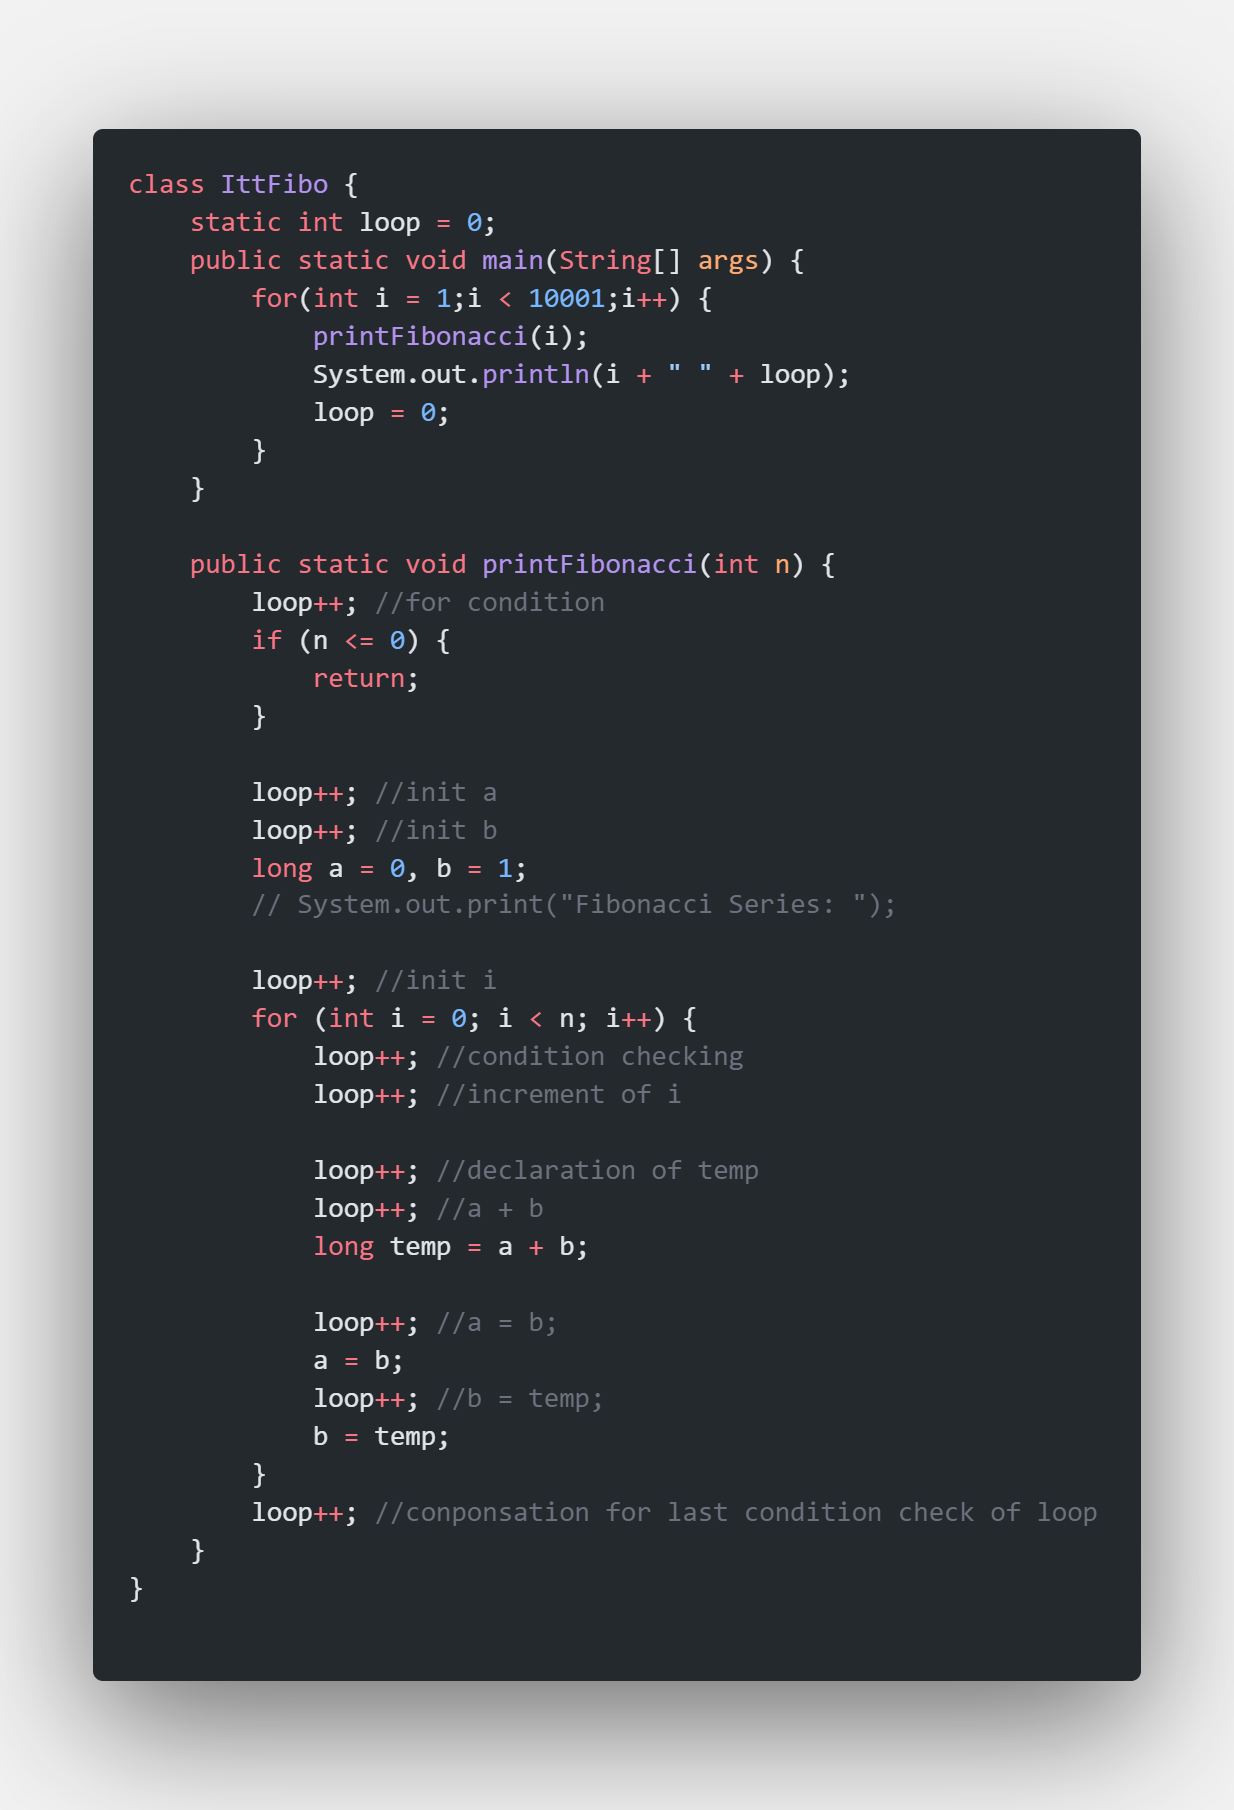 class IttFibo {
    static int loop = 0;
    public static void main(String[] args) {
        for(int i = 1;i < 10001;i++) {
            printFibonacci(i);
            System.out.println(i + " " + loop);
            loop = 0;
        }
    }

    public static void printFibonacci(int n) {
        loop++; //for condition
        if (n <= 0) {
            return;
        }

        loop++; //init a
        loop++; //init b
        long a = 0, b = 1;
        // System.out.print("Fibonacci Series: ");

        loop++; //init i
        for (int i = 0; i < n; i++) {
            loop++; //condition checking
            loop++; //increment of i

            loop++; //declaration of temp
            loop++; //a + b
            long temp = a + b;

            loop++; //a = b;
            a = b;
            loop++; //b = temp;
            b = temp;
        }
        loop++; //conponsation for last condition check of loop
    }
}